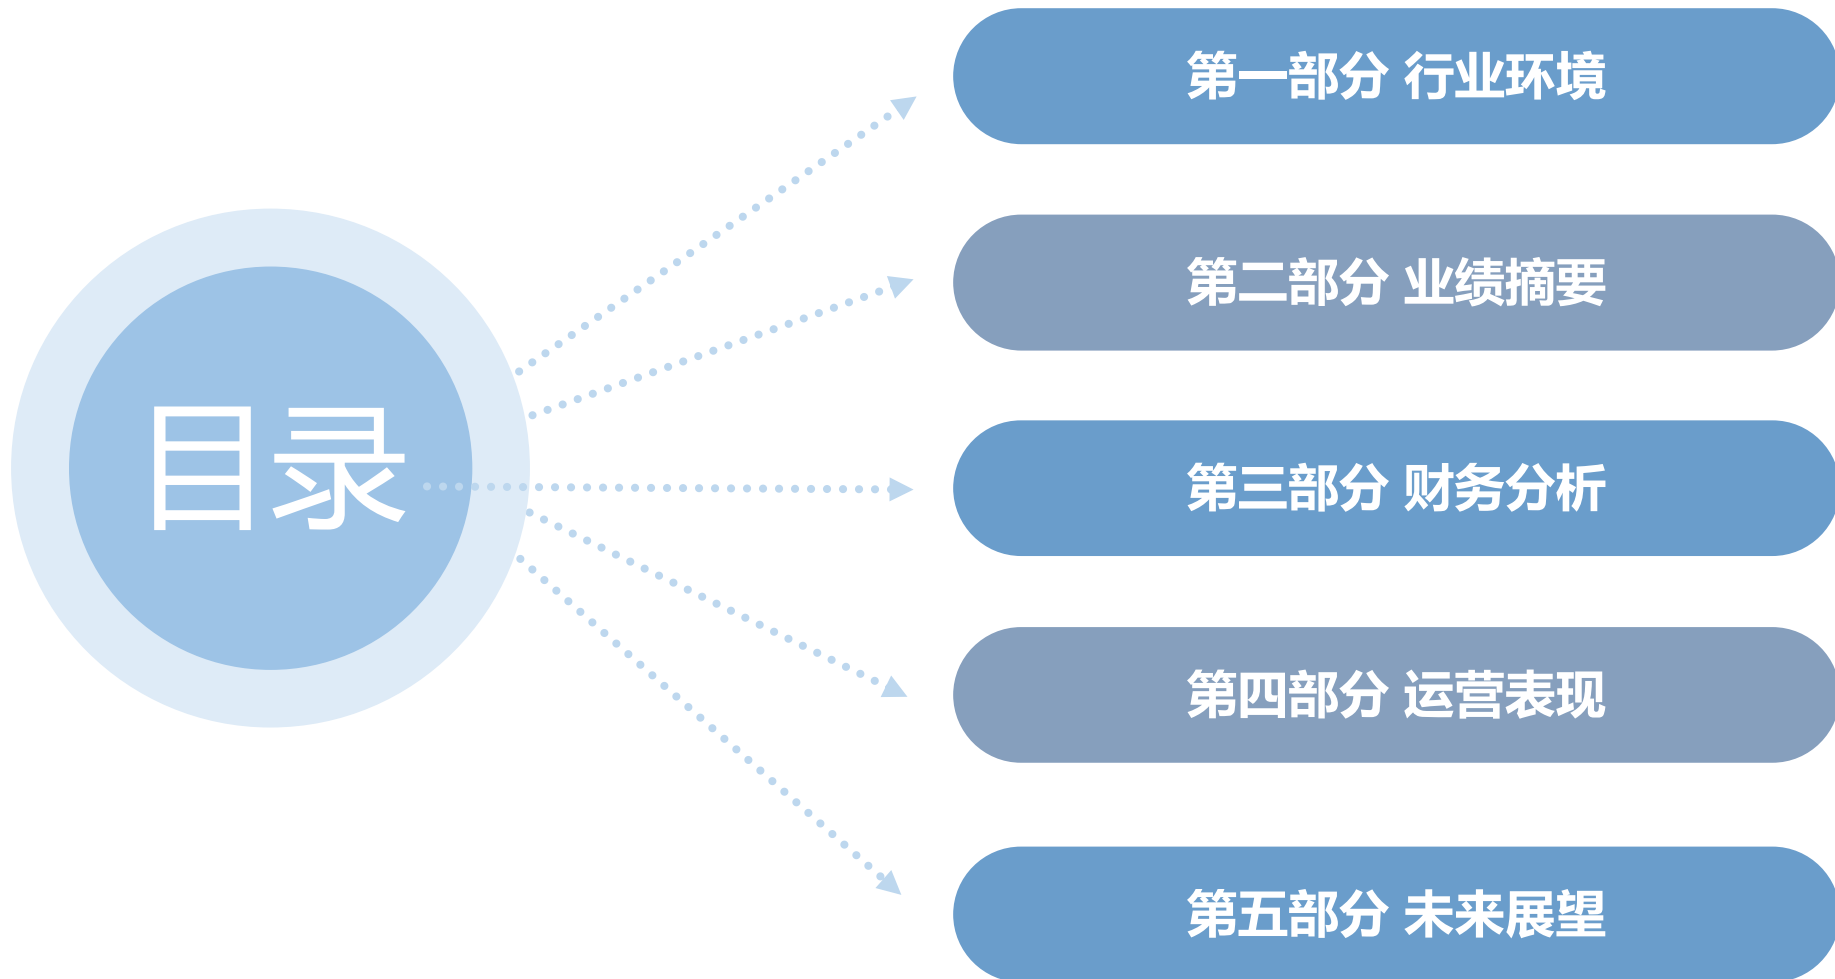 目录
第一部分 行业环境
第二部分 业绩摘要
第三部分 财务分析
第四部分 运营表现
第五部分 未来展望